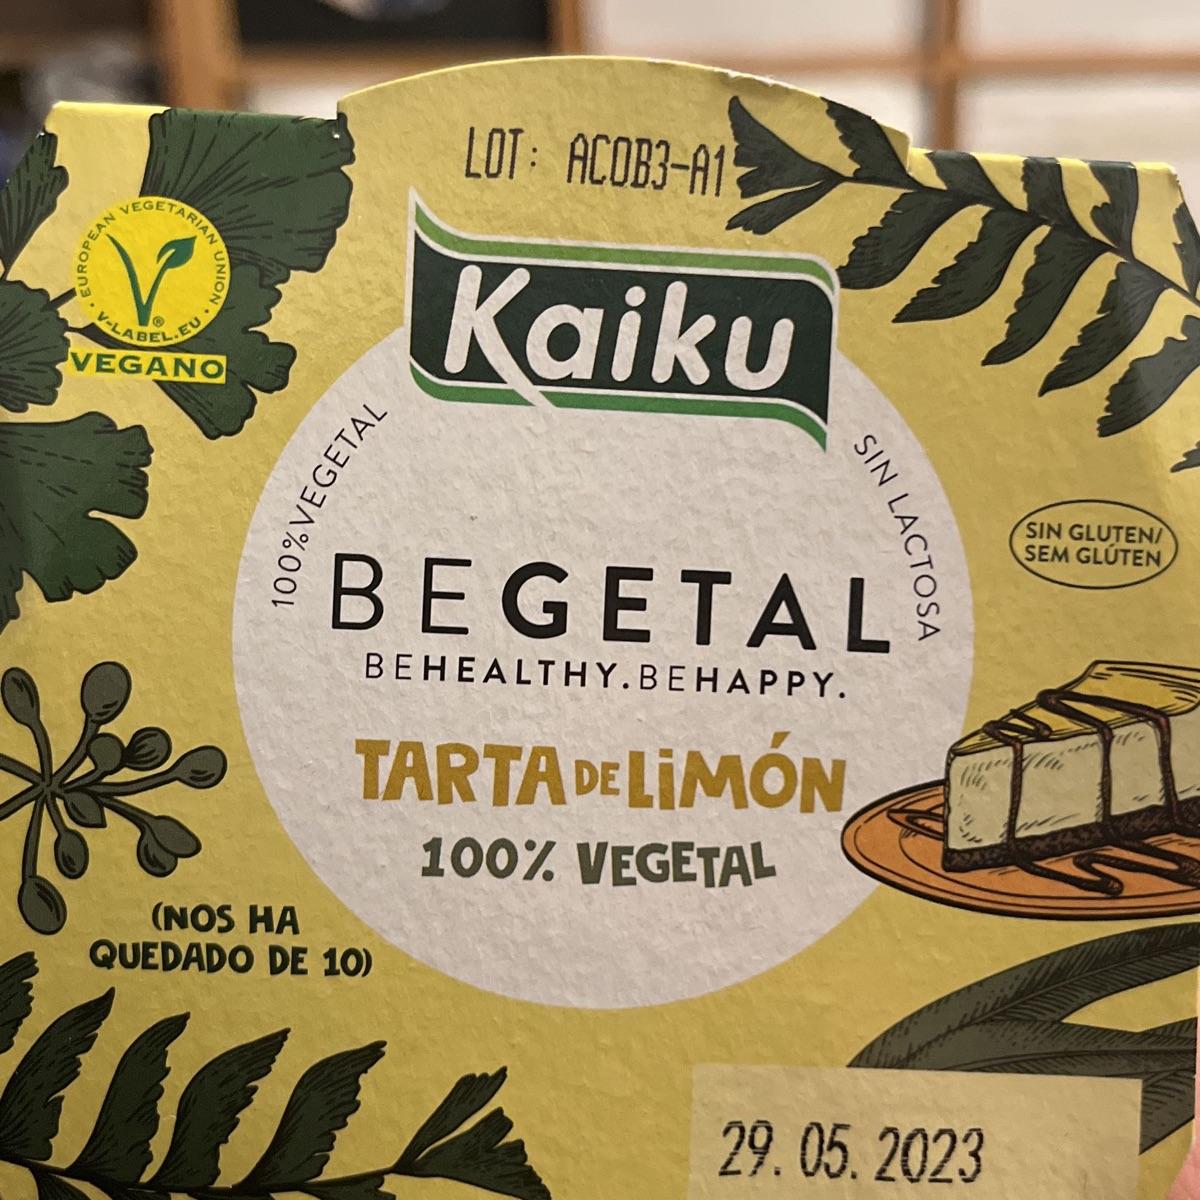 LOT: ACOB3-A1
EUROPEAN VEGETARIAN UNION
V-LABEL.EU
VEGANO
Kaiku
100% VEGETAL
SIN LACTOSA
SIN GLUTEN/
SEM GLÚTEN
BEGETAL
BEHEALTHY.BEHAPPY.
TARTA DE LiMÓN
100% VEGETAL
(NOS HA
QUEDADO DE 10)
29.05.2023